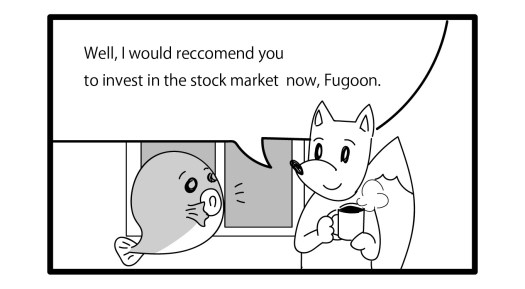 Well, I would reccomend you
to invest in the stock market now, Fugoon.